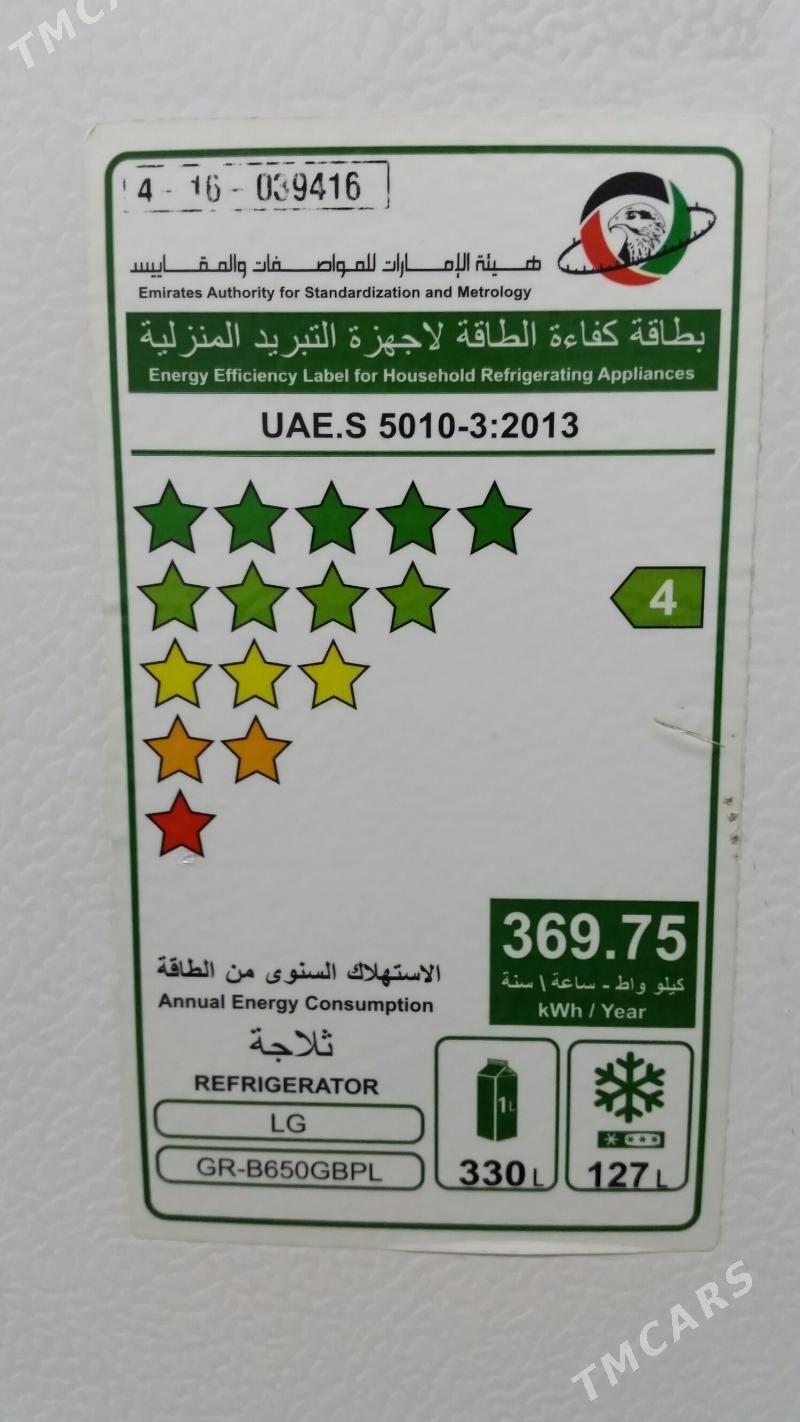 TMCARS
4 - 16 - 039416
هيئة الإمارات للمواصفات والمقاييس
Emirates Authority for Standardization and Metrology
بطاقة كفاءة الطاقة لاجهزة التبريد المنزلية
Energy Efficiency Label for Household Refrigerating Appliances
UAE.S 5010-3:2013
4
369.75
كيلو واط - ساعة \ سنة
kWh / Year
الاستهلاك السنوى من الطاقة
Annual Energy Consumption
ثلاجة
REFRIGERATOR
LG
GR-B650GBPL
1L
330 L
127 L
TMCARS